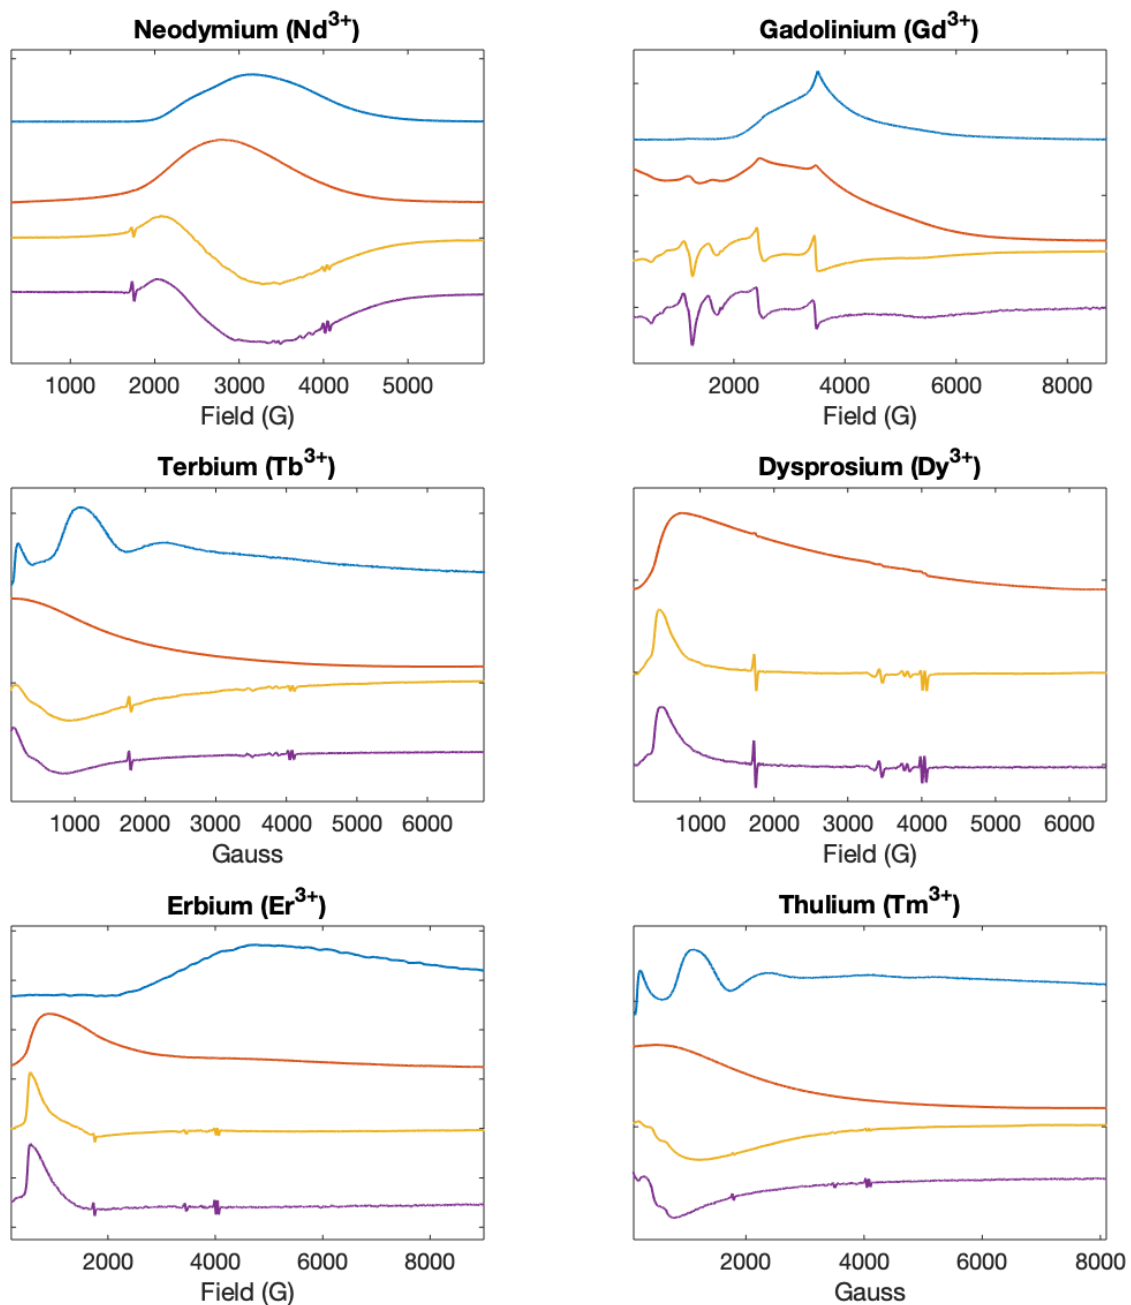 Neodymium (Nd3+)
1000 2000 3000 4000 5000
Field (G)
Gadolinium (Gd3+)
2000 4000 6000 8000
Field (G)
Terbium (Tb3+)
1000 2000 3000 4000 5000 6000
Gauss
Dysprosium (Dy3+)
1000 2000 3000 4000 5000 6000
Field (G)
Erbium (Er3+)
2000 4000 6000 8000
Field (G)
Thulium (Tm3+)
2000 4000 6000 8000
Gauss